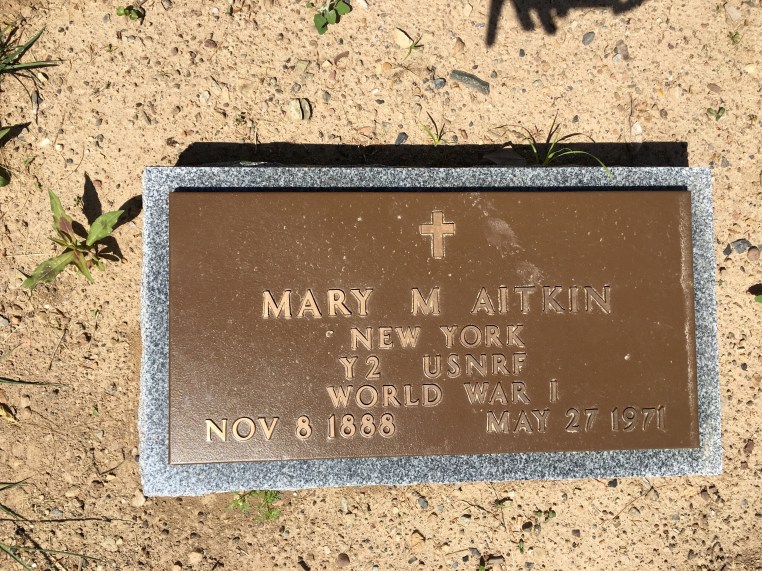 MARY M AITKIN
NEW YORK
Y2 USNRF
WORLD WAR I
NOV 8 1888 MAY 27 1971